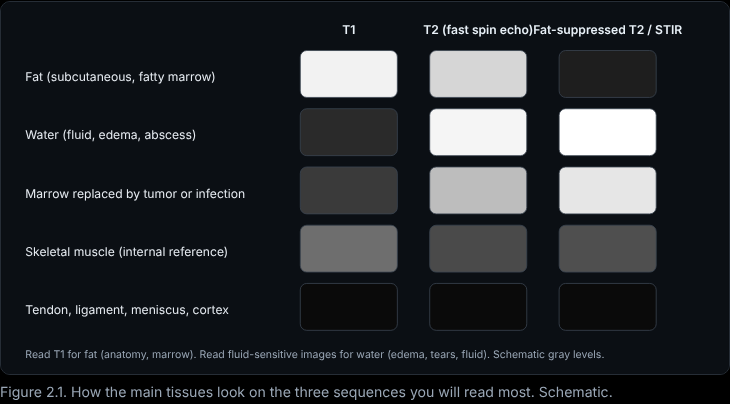 T1 T2 (fast spin echo) Fat-suppressed T2 / STIR
Fat (subcutaneous, fatty marrow)
Water (fluid, edema, abscess)
Marrow replaced by tumor or infection
Skeletal muscle (internal reference)
Tendon, ligament, meniscus, cortex
Read T1 for fat (anatomy, marrow). Read fluid-sensitive images for water (edema, tears, fluid). Schematic gray levels.
Figure 2.1. How the main tissues look on the three sequences you will read most. Schematic.